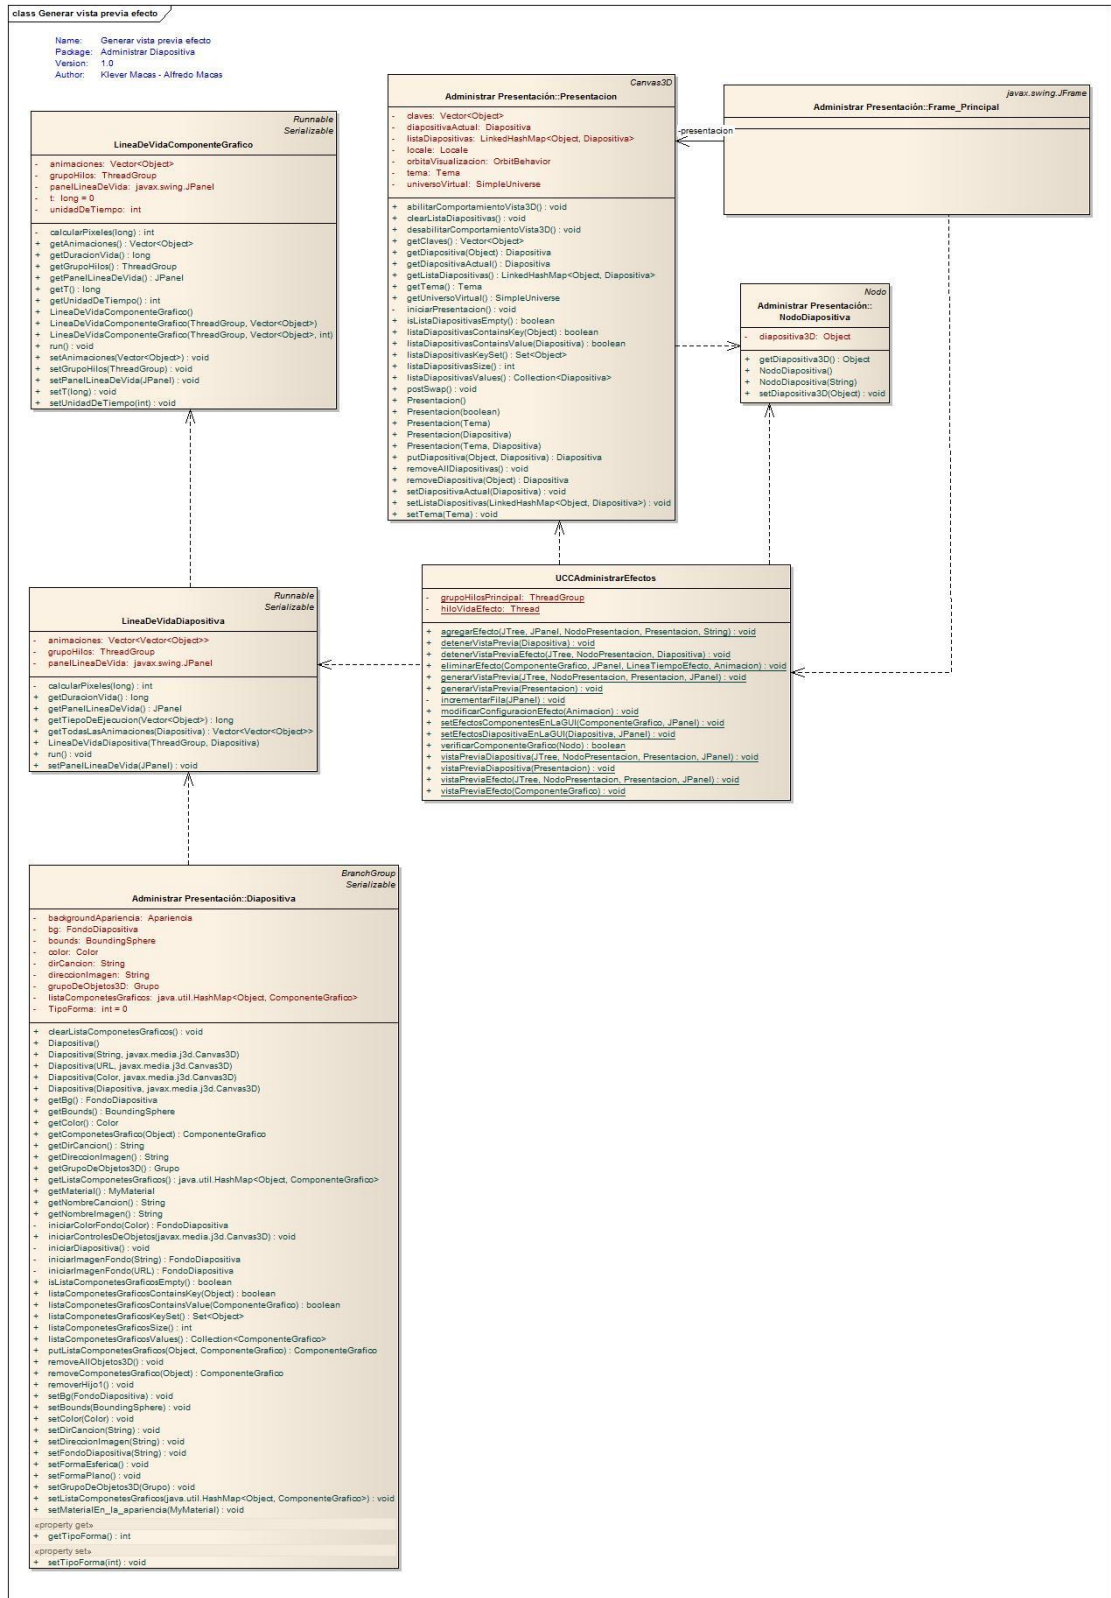 class Generar vista previa efecto
Name: Generar vista previa efecto
Package: Administrar Diapositiva
Version: 1.0
Author: Klever Macas - Alfredo Macas
Runnable
Serializable
LineaDeVidaComponenteGrafico
- animaciones: Vector<Object>
- grupoHilos: ThreadGroup
- panelLineaDeVida: javax.swing.JPanel
- t: long = 0
- unidadDeTiempo: int
- calcularPixeles(long) : int
+ getAnimaciones() : Vector<Object>
+ getDuracionVida() : long
+ getGrupoHilos() : ThreadGroup
+ getPanelLineaDeVida() : JPanel
+ getT() : long
+ getUnidadDeTiempo() : int
+ LineaDeVidaComponenteGrafico()
+ LineaDeVidaComponenteGrafico(ThreadGroup, Vector<Object>)
+ LineaDeVidaComponenteGrafico(ThreadGroup, Vector<Object>, int)
+ run() : void
+ setAnimaciones(Vector<Object>) : void
+ setGrupoHilos(ThreadGroup) : void
+ setPanelLineaDeVida(JPanel) : void
+ setT(long) : void
+ setUnidadDeTiempo(int) : void
Canvas3D
Administrar Presentación::Presentacion
- claves: Vector<Object>
- diapositivaActual: Diapositiva
- listaDiapositivas: LinkedHashMap<Object, Diapositiva>
- locale: Locale
- orbitaVisualizacion: OrbitBehavior
- tema: Tema
- universoVirtual: SimpleUniverse
+ abilitarComportamientoVista3D() : void
+ clearListaDiapositivas() : void
+ desabilitarComportamientoVista3D() : void
+ getClaves() : Vector<Object>
+ getDiapositiva(Object) : Diapositiva
+ getDiapositivaActual() : Diapositiva
+ getListaDiapositivas() : LinkedHashMap<Object, Diapositiva>
+ getTema() : Tema
+ getUniversoVirtual() : SimpleUniverse
- iniciarPresentacion() : void
+ isListaDiapositivasEmpty() : boolean
+ listaDiapositivasContainsKey(Object) : boolean
+ listaDiapositivasContainsValue(Diapositiva) : boolean
+ listaDiapositivasKeySet() : Set<Object>
+ listaDiapositivasSize() : int
+ listaDiapositivasValues() : Collection<Diapositiva>
+ postSwap() : void
+ Presentacion()
+ Presentacion(boolean)
+ Presentacion(Tema)
+ Presentacion(Diapositiva)
+ Presentacion(Tema, Diapositiva)
+ putDiapositiva(Object, Diapositiva) : Diapositiva
+ removeAllDiapositivas() : void
+ removeDiapositiva(Object) : Diapositiva
+ setDiapositivaActual(Diapositiva) : void
+ setListaDiapositivas(LinkedHashMap<Object, Diapositiva>) : void
+ setTema(Tema) : void
-presentacion
javax.swing.JFrame
Administrar Presentación::Frame_Principal
Nodo
Administrar Presentación::
NodoDiapositiva
- diapositiva3D: Object
+ getDiapositiva3D() : Object
+ NodoDiapositiva()
+ NodoDiapositiva(String)
+ setDiapositiva3D(Object) : void
Runnable
Serializable
LineaDeVidaDiapositiva
- animaciones: Vector<Vector<Object>>
- grupoHilos: ThreadGroup
- panelLineaDeVida: javax.swing.JPanel
- calcularPixeles(long) : int
+ getDuracionVida() : long
+ getPanelLineaDeVida() : JPanel
+ getTiepoDeEjecucion(Vector<Object>) : long
+ getTodasLasAnimaciones(Diapositiva) : Vector<Vector<Object>>
+ LineaDeVidaDiapositiva(ThreadGroup, Diapositiva)
+ run() : void
+ setPanelLineaDeVida(JPanel) : void
UCCAdministrarEfectos
- grupoHilosPrincipal: ThreadGroup
- hiloVidaEfecto: Thread
+ agregarEfecto(JTree, JPanel, NodoPresentacion, Presentacion, String) : void
+ detenerVistaPrevia(Diapositiva) : void
+ detenerVistaPreviaEfecto(JTree, NodoPresentacion, Diapositiva) : void
+ eliminarEfecto(ComponenteGrafico, JPanel, LineaTiempoEfecto, Animacion) : void
+ generarVistaPrevia(JTree, NodoPresentacion, Presentacion, JPanel) : void
+ generarVistaPrevia(Presentacion) : void
- incrementarFila(JPanel) : void
+ modificarConfiguracionEfecto(Animacion) : void
+ setEfectosComponentesEnLaGUI(ComponenteGrafico, JPanel) : void
+ setEfectosDiapositivaEnLaGUI(Diapositiva, JPanel) : void
+ verificarComponenteGrafico(Nodo) : boolean
+ vistaPreviaDiapositiva(JTree, NodoPresentacion, Presentacion, JPanel) : void
+ vistaPreviaDiapositiva(Presentacion) : void
+ vistaPreviaEfecto(JTree, NodoPresentacion, Presentacion, JPanel) : void
+ vistaPreviaEfecto(ComponenteGrafico) : void
BranchGroup
Serializable
Administrar Presentación::Diapositiva
- backgroundApariencia: Apariencia
- bg: FondoDiapositiva
- bounds: BoundingSphere
- color: Color
- dirCancion: String
- direccionImagen: String
- grupoDeObjetos3D: Grupo
- listaComponetesGraficos: java.util.HashMap<Object, ComponenteGrafico>
- TipoForma: int = 0
+ clearListaComponetesGraficos() : void
+ Diapositiva()
+ Diapositiva(String, javax.media.j3d.Canvas3D)
+ Diapositiva(URL, javax.media.j3d.Canvas3D)
+ Diapositiva(Color, javax.media.j3d.Canvas3D)
+ Diapositiva(Diapositiva, javax.media.j3d.Canvas3D)
+ getBg() : FondoDiapositiva
+ getBounds() : BoundingSphere
+ getColor() : Color
+ getComponetesGrafico(Object) : ComponenteGrafico
+ getDirCancion() : String
+ getDireccionImagen() : String
+ getGrupoDeObjetos3D() : Grupo
+ getListaComponetesGraficos() : java.util.HashMap<Object, ComponenteGrafico>
+ getMaterial() : MyMaterial
+ getNombreCancion() : String
+ getNombreImagen() : String
- iniciarColorFondo(Color) : FondoDiapositiva
+ iniciarControlesDeObjetos(javax.media.j3d.Canvas3D) : void
- iniciarDiapositiva() : void
- iniciarImagenFondo(String) : FondoDiapositiva
- iniciarImagenFondo(URL) : FondoDiapositiva
+ isListaComponetesGraficosEmpty() : boolean
+ listaComponetesGraficosContainsKey(Object) : boolean
+ listaComponetesGraficosContainsValue(ComponenteGrafico) : boolean
+ listaComponetesGraficosKeySet() : Set<Object>
+ listaComponetesGraficosSize() : int
+ listaComponetesGraficosValues() : Collection<ComponenteGrafico>
+ putListaComponetesGraficos(Object, ComponenteGrafico) : ComponenteGrafico
+ removeAllObjetos3D() : void
+ removeComponetesGrafico(Object) : ComponenteGrafico
+ removerHijo1() : void
+ setBg(FondoDiapositiva) : void
+ setBounds(BoundingSphere) : void
+ setColor(Color) : void
+ setDirCancion(String) : void
+ setDireccionImagen(String) : void
+ setFondoDiapositiva(String) : void
+ setFormaEsferica() : void
+ setFormaPlano() : void
+ setGrupoDeObjetos3D(Grupo) : void
+ setListaComponetesGraficos(java.util.HashMap<Object, ComponenteGrafico>) : void
+ setMaterialEn_la_apariencia(MyMaterial) : void
«property get»
+ getTipoForma() : int
«property set»
+ setTipoForma(int) : void